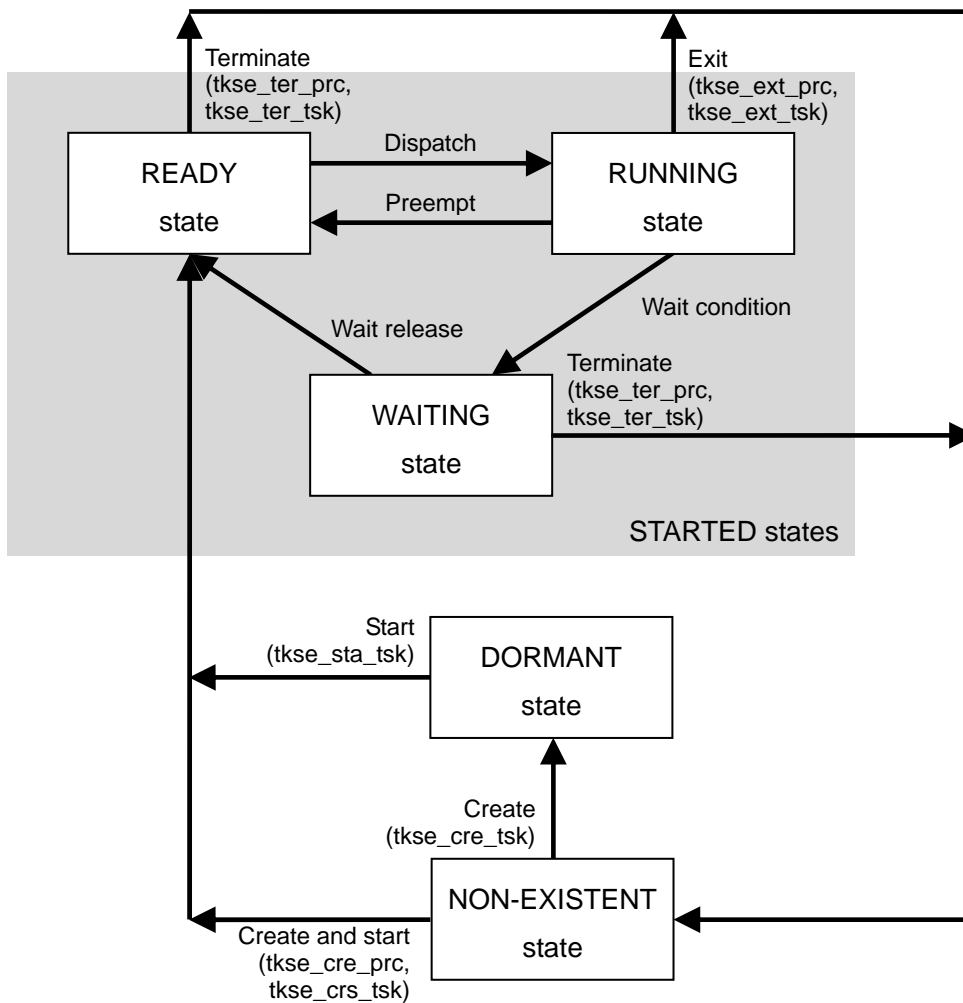 Terminate
(tkse_ter_prc,
tkse_ter_tsk)
Exit
(tkse_ext_prc,
tkse_ext_tsk)
READY
state
Dispatch
Preempt
RUNNING
state
Wait release
Wait condition
WAITING
state
Terminate
(tkse_ter_prc,
tkse_ter_tsk)
STARTED states
Start
(tkse_sta_tsk)
DORMANT
state
Create
(tkse_cre_tsk)
NON-EXISTENT
state
Create and start
(tkse_cre_prc,
tkse_crs_tsk)